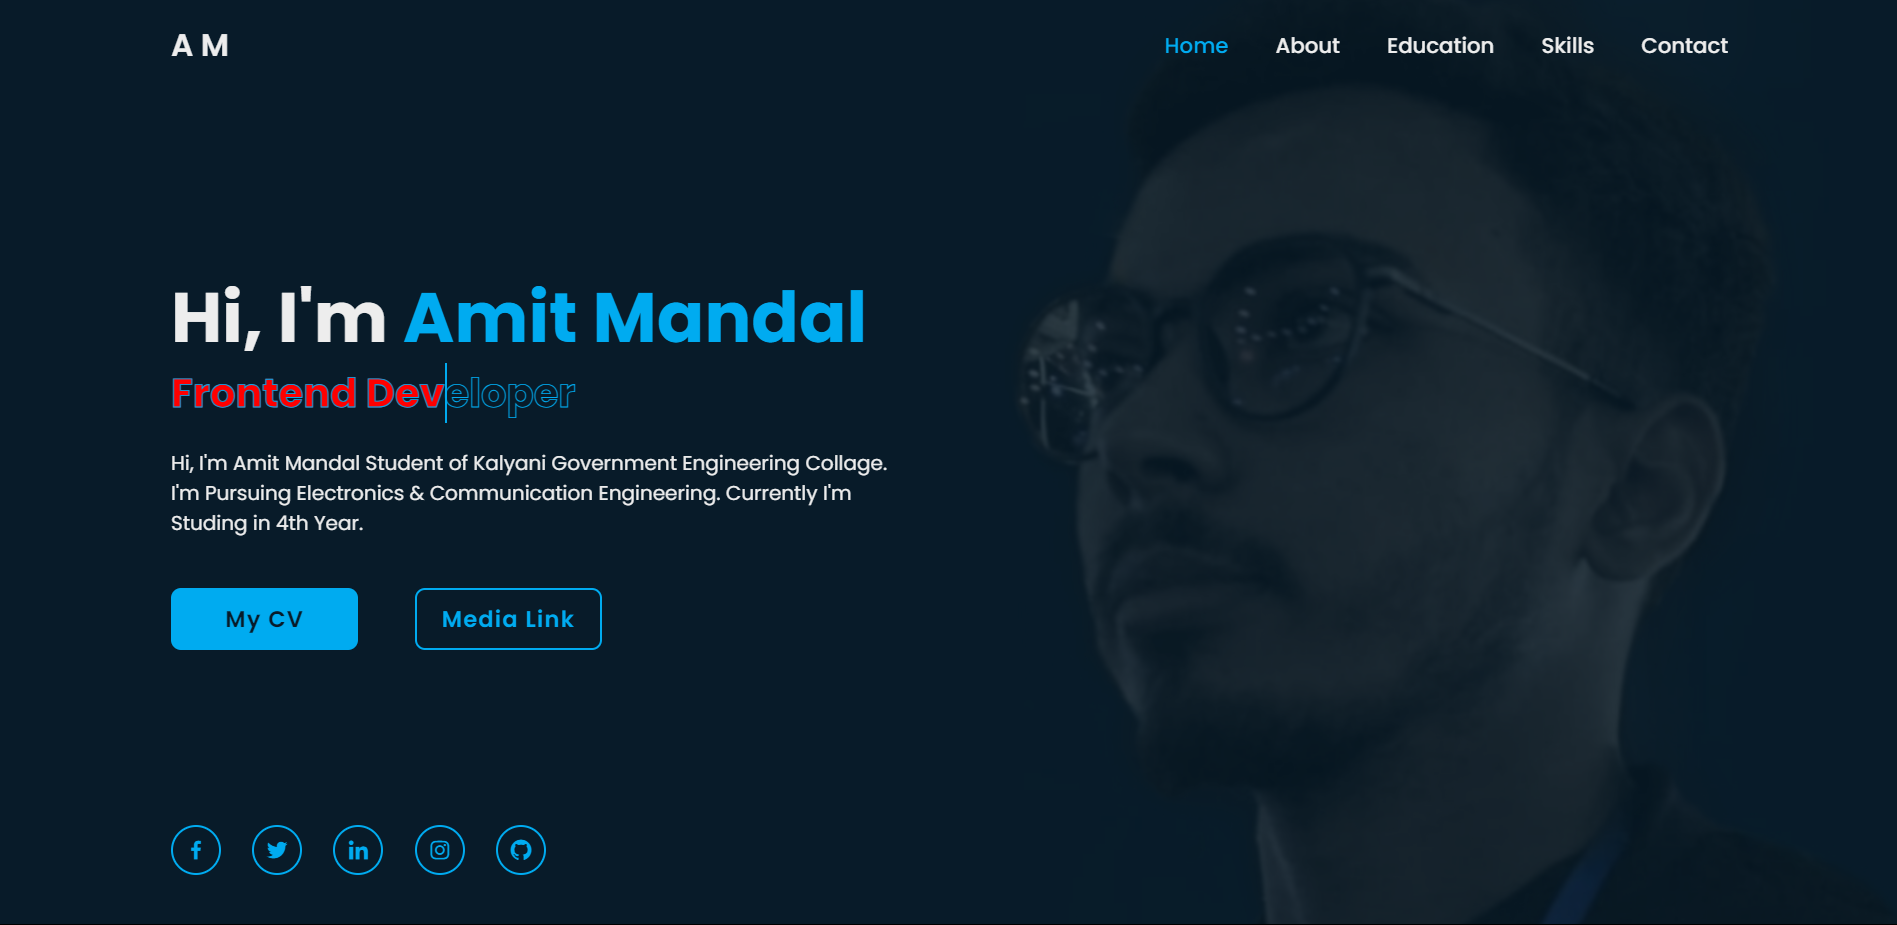 A M
Home About Education Skills Contact
Hi, I'm Amit Mandal
Frontend Developer
Hi, I'm Amit Mandal Student of Kalyani Government Engineering Collage.
I'm Pursuing Electronics & Communication Engineering. Currently I'm
Studing in 4th Year.
My CV
Media Link